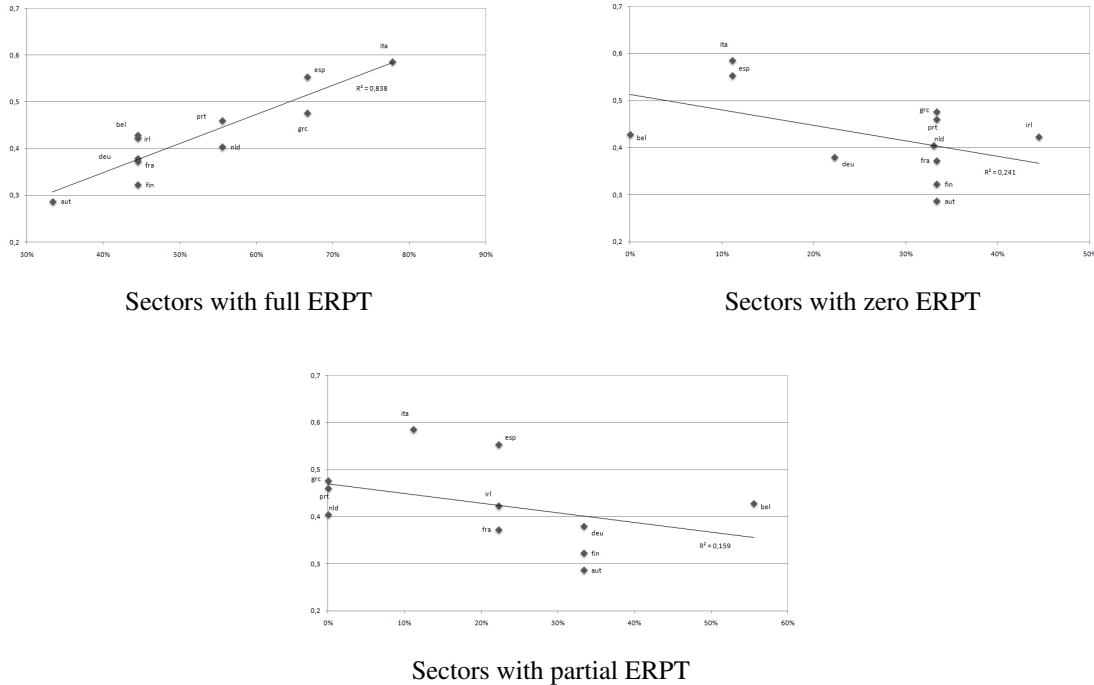 0,7 0,7
ita
0,6 ita 0,6
esp esp
R² = 0,838
0,5 0,5
prt grc
grc prt irl
bel irl bel nld
0,4 nld 0,4
deu fra deu fra
R² = 0,241
fin fin
0,3 0,3
aut aut
0,2 0,2
30% 40% 50% 60% 70% 80% 90% 0% 10% 20% 30% 40% 50%
Sectors with full ERPT Sectors with zero ERPT
0,7
ita
0,6
esp
0,5
grc
prt irl
nld bel
0,4
fra deu
R² = 0,159
fin
0,3
aut
0,2
0% 10% 20% 30% 40% 50% 60%
Sectors with partial ERPT